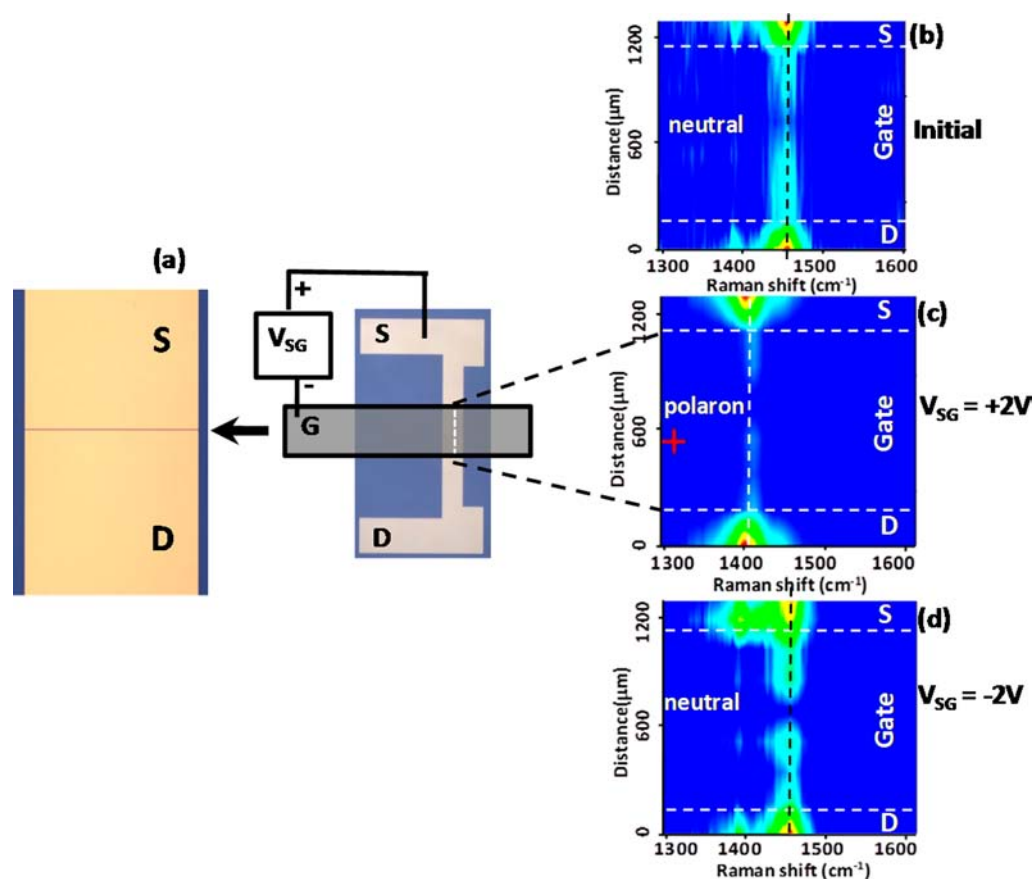 (a)
S
D
+
V_SG
-
G
S
D
(b)
S
neutral
Gate
Initial
D
Distance(μm)
1200
600
0
1300 1400 1500 1600
Raman shift (cm⁻¹)
(c)
S
polaron
+
Gate
V_SG = +2V
D
Distance(μm)
1200
600
0
1300 1400 1500 1600
Raman shift (cm⁻¹)
(d)
S
neutral
Gate
V_SG = -2V
D
Distance(μm)
1200
600
0
1300 1400 1500 1600
Raman shift (cm⁻¹)